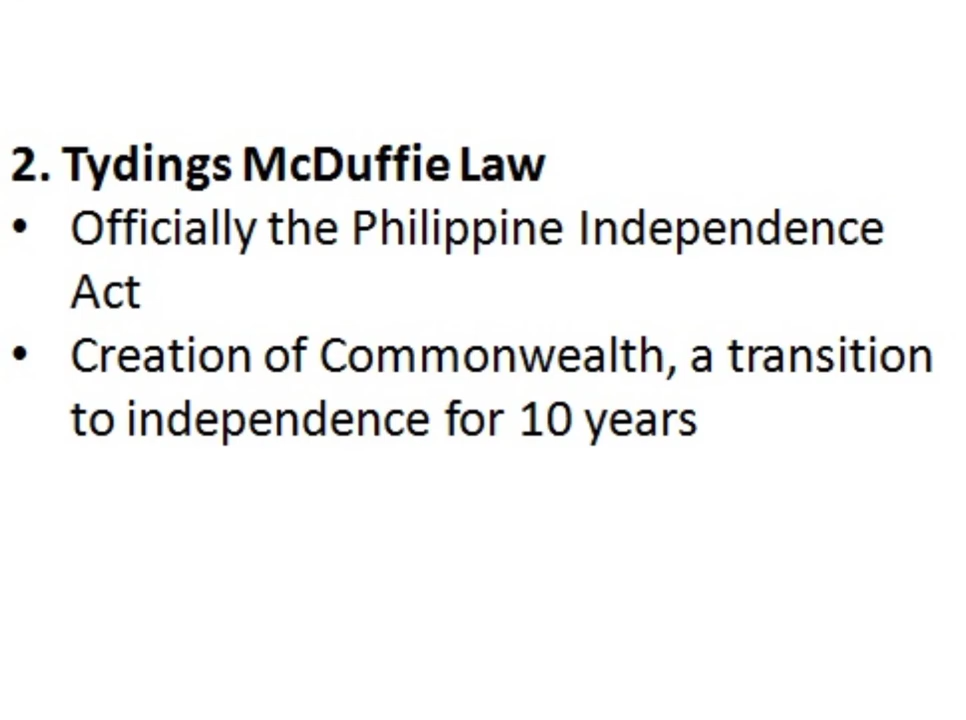 2. Tydings McDuffie Law
• Officially the Philippine Independence
Act
• Creation of Commonwealth, a transition
to independence for 10 years